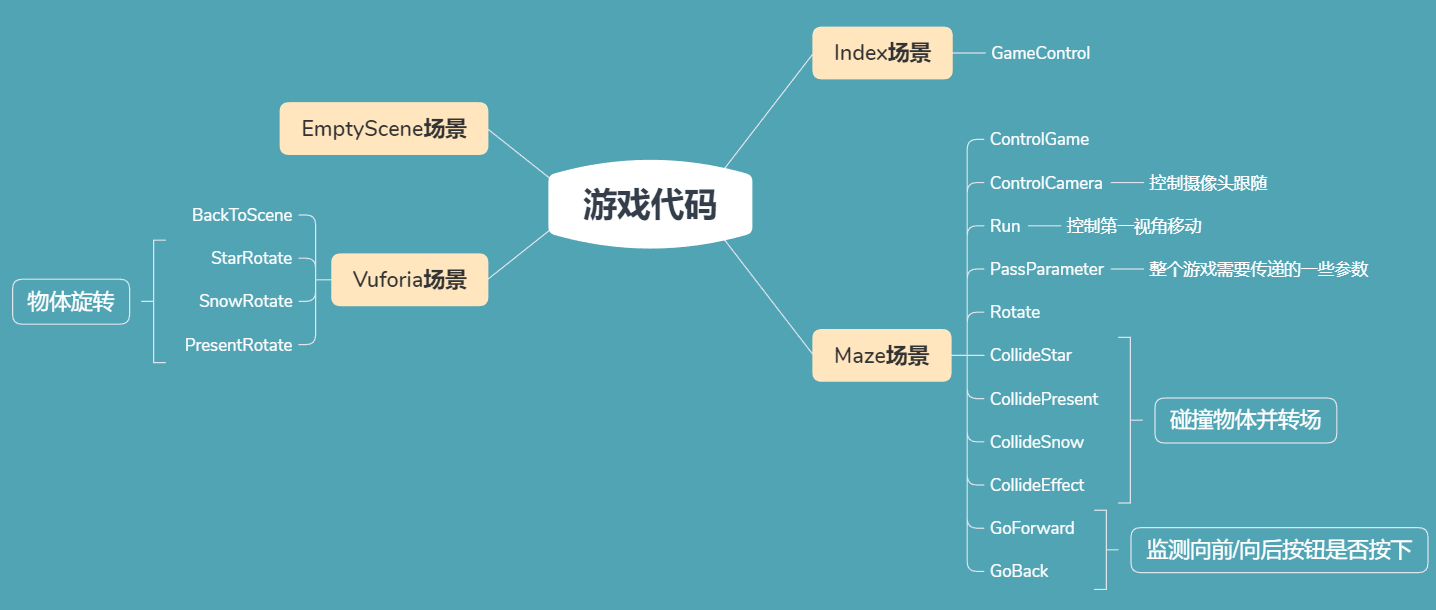 游戏代码
Index场景
GameControl
Maze场景
ControlGame
ControlCamera
控制摄像头跟随
Run
控制第一视角移动
PassParameter
整个游戏需要传递的一些参数
Rotate
CollideStar
CollidePresent
CollideSnow
CollideEffect
碰撞物体并转场
GoForward
GoBack
监测向前/向后按钮是否按下
EmptyScene场景
Vuforia场景
BackToScene
StarRotate
SnowRotate
PresentRotate
物体旋转